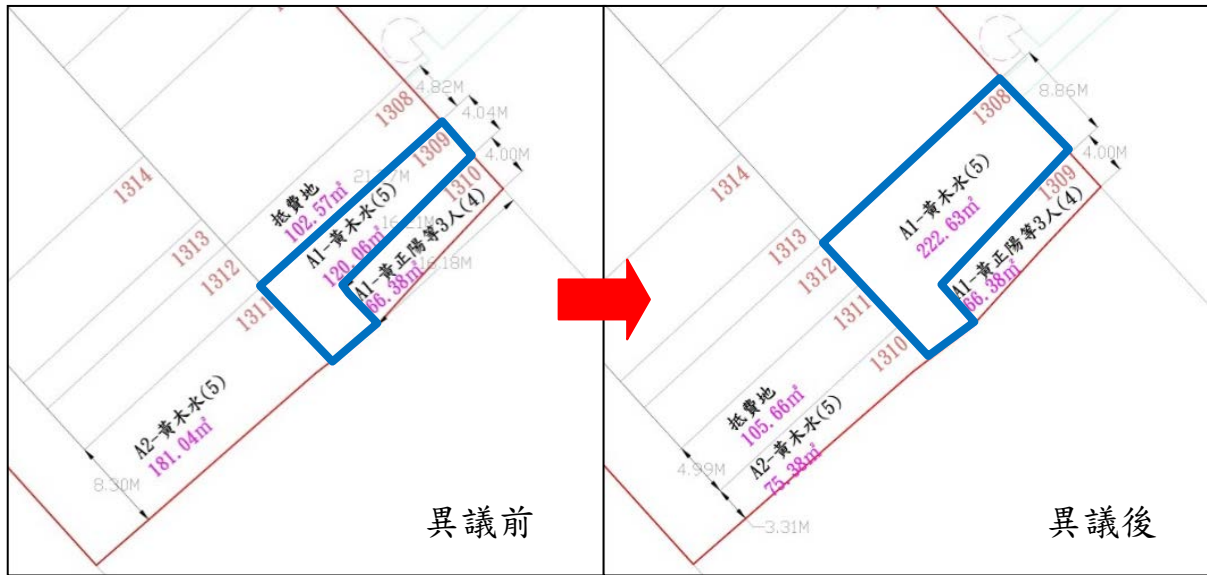 4.82M
1308
4.04M
1309
4.00M
1310
1314
抵費地
102.57㎡
A1-黃木水(5)
120.06㎡
A1-黃正陽等3人(4)
66.38㎡
16.18M
1313
1312
1311
A2-黃木水(5)
181.04㎡
8.30M
異議前
8.86M
1308
4.00M
1309
1314
A1-黃木水(5)
222.63㎡
A1-黃正陽等3人(4)
66.38㎡
1313
1312
1311
1310
抵費地
105.66㎡
A2-黃木水(5)
75.38㎡
4.99M
3.31M
異議後